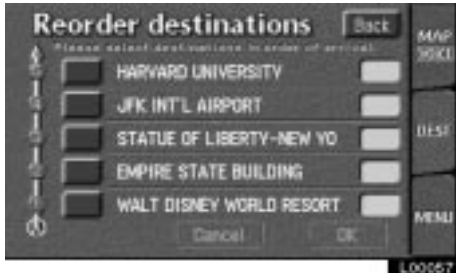 Reorder destinations Back
Please select destinations in order of arrival.
HARVARD UNIVERSITY
JFK INT'L AIRPORT
STATUE OF LIBERTY-NEW YO
EMPIRE STATE BUILDING
WALT DISNEY WORLD RESORT
Cancel OK
MAP
VOICE
DEST
MENU
L00057